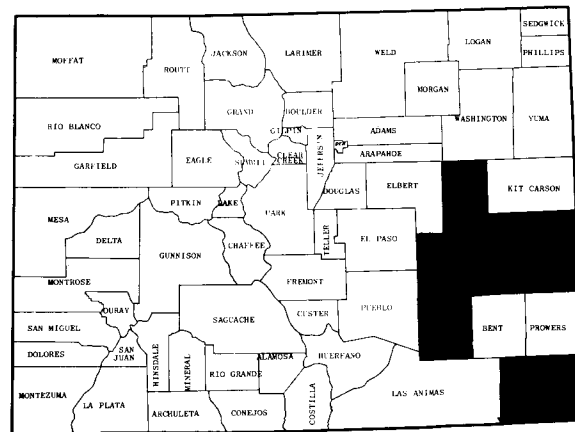 SEDGWICK
MOFFAT
ROUTT
JACKSON
LARIMER
WELD
LOGAN
PHILLIPS
MORGAN
GRAND
BOULDER
RIO BLANCO
GILPIN
ADAMS
WASHINGTON
YUMA
DEN
GARFIELD
EAGLE
SUMMIT
CLEAR
CREEK
JEFFERS'N
ARAPAHOE
DOUGLAS
ELBERT
KIT CARSON
PITKIN
LAKE
MESA
PARK
DELTA
CHAFFEE
TELLER
EL PASO
GUNNISON
MONTROSE
FREMONT
OURAY
CUSTER
PUEBLO
SAN MIGUEL
SAGUACHE
BENT
PROWERS
DOLORES
SAN
JUAN
HINSDALE
MINERAL
RIO GRANDE
ALAMOSA
HUERFANO
MONTEZUMA
LA PLATA
ARCHULETA
CONEJOS
COSTILLA
LAS ANIMAS